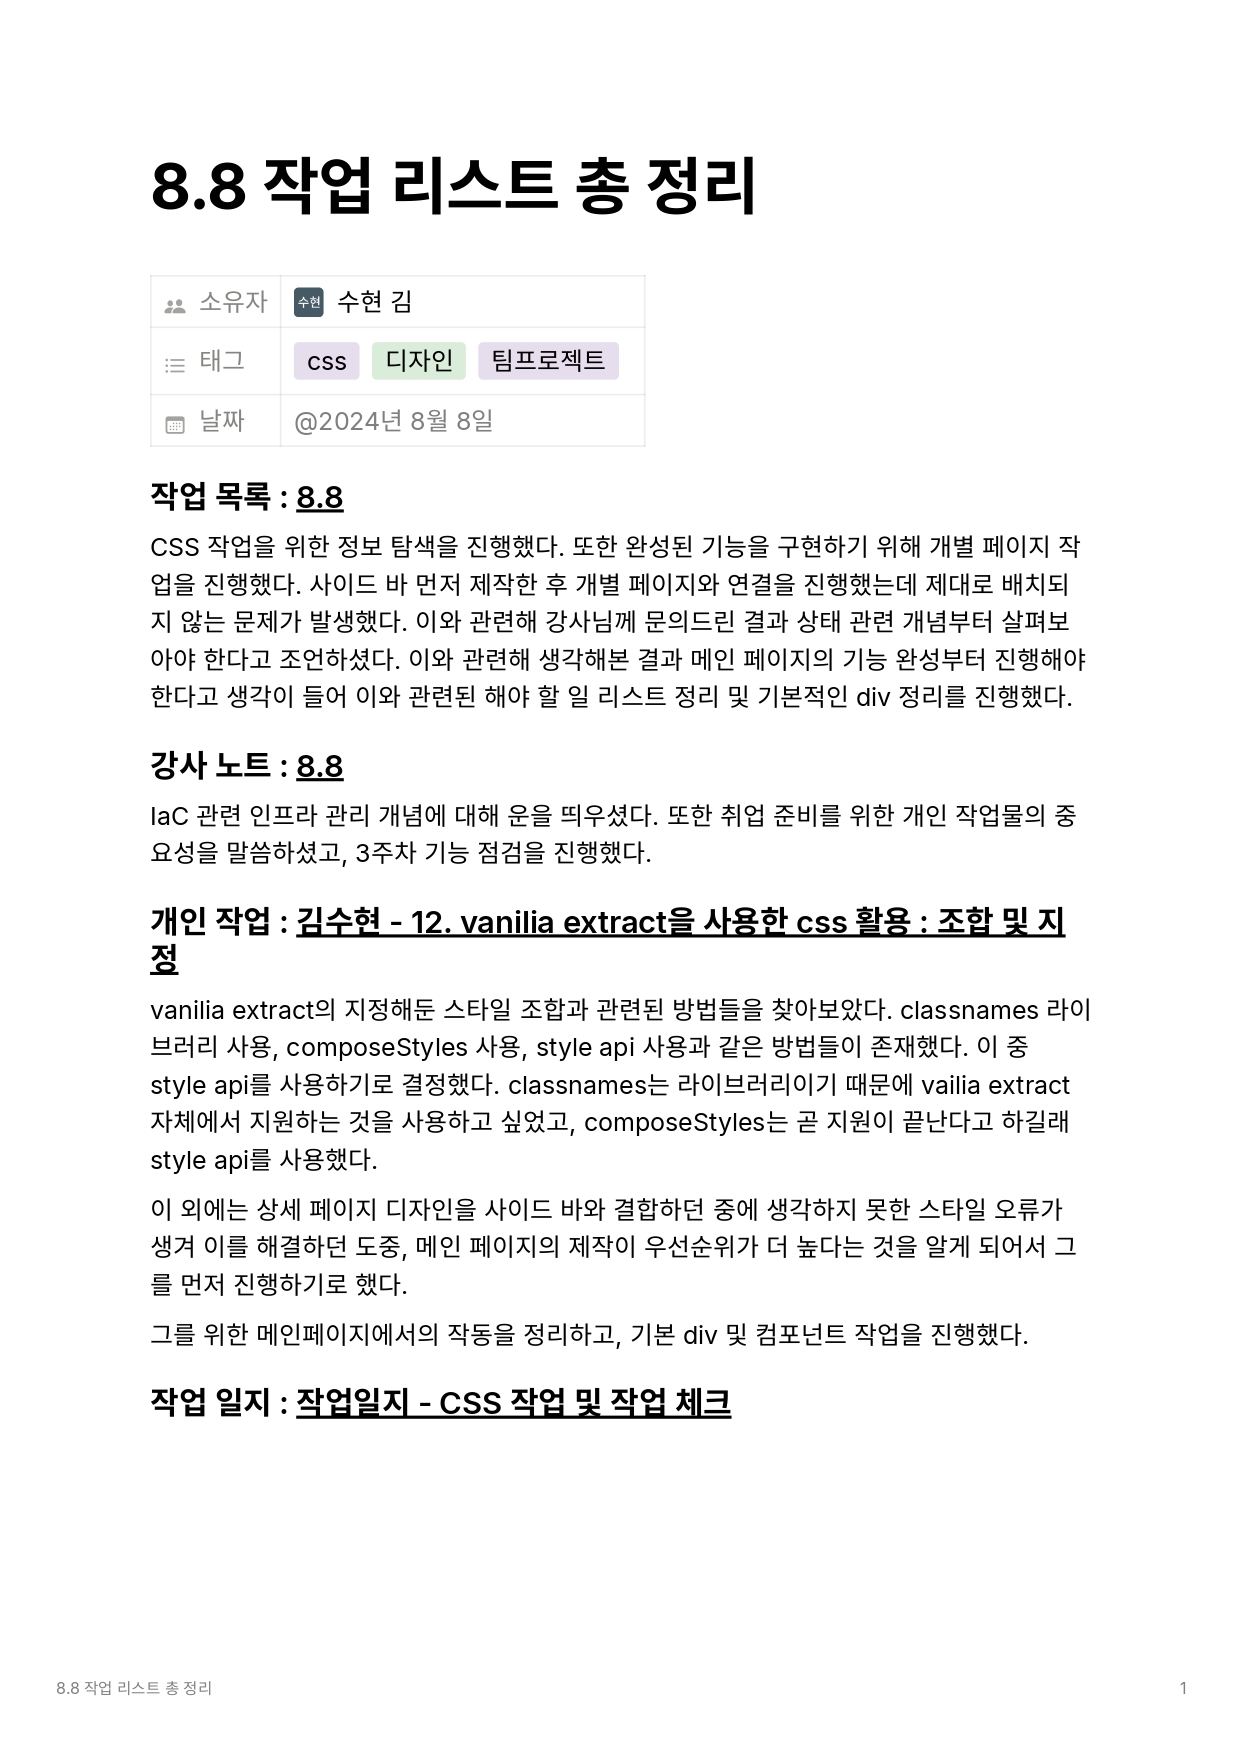 8.8 작업 리스트 총 정리
소유자 수현 수현 김
태그 css 디자인 팀프로젝트
날짜 @2024년 8월 8일
작업 목록 : 8.8
CSS 작업을 위한 정보 탐색을 진행했다. 또한 완성된 기능을 구현하기 위해 개별 페이지 작
업을 진행했다. 사이드 바 먼저 제작한 후 개별 페이지와 연결을 진행했는데 제대로 배치되
지 않는 문제가 발생했다. 이와 관련해 강사님께 문의드린 결과 상태 관련 개념부터 살펴보
아야 한다고 조언하셨다. 이와 관련해 생각해본 결과 메인 페이지의 기능 완성부터 진행해야
한다고 생각이 들어 이와 관련된 해야 할 일 리스트 정리 및 기본적인 div 정리를 진행했다.
강사 노트 : 8.8
IaC 관련 인프라 관리 개념에 대해 운을 띄우셨다. 또한 취업 준비를 위한 개인 작업물의 중
요성을 말씀하셨고, 3주차 기능 점검을 진행했다.
개인 작업 : 김수현 - 12. vanilia extract을 사용한 css 활용 : 조합 및 지
정
vanilia extract의 지정해둔 스타일 조합과 관련된 방법들을 찾아보았다. classnames 라이
브러리 사용, composeStyles 사용, style api 사용과 같은 방법들이 존재했다. 이 중
style api를 사용하기로 결정했다. classnames는 라이브러리이기 때문에 vailia extract
자체에서 지원하는 것을 사용하고 싶었고, composeStyles는 곧 지원이 끝난다고 하길래
style api를 사용했다.
이 외에는 상세 페이지 디자인을 사이드 바와 결합하던 중에 생각하지 못한 스타일 오류가
생겨 이를 해결하던 도중, 메인 페이지의 제작이 우선순위가 더 높다는 것을 알게 되어서 그
를 먼저 진행하기로 했다.
그를 위한 메인페이지에서의 작동을 정리하고, 기본 div 및 컴포넌트 작업을 진행했다.
작업 일지 : 작업일지 - CSS 작업 및 작업 체크
8.8 작업 리스트 총 정리 1